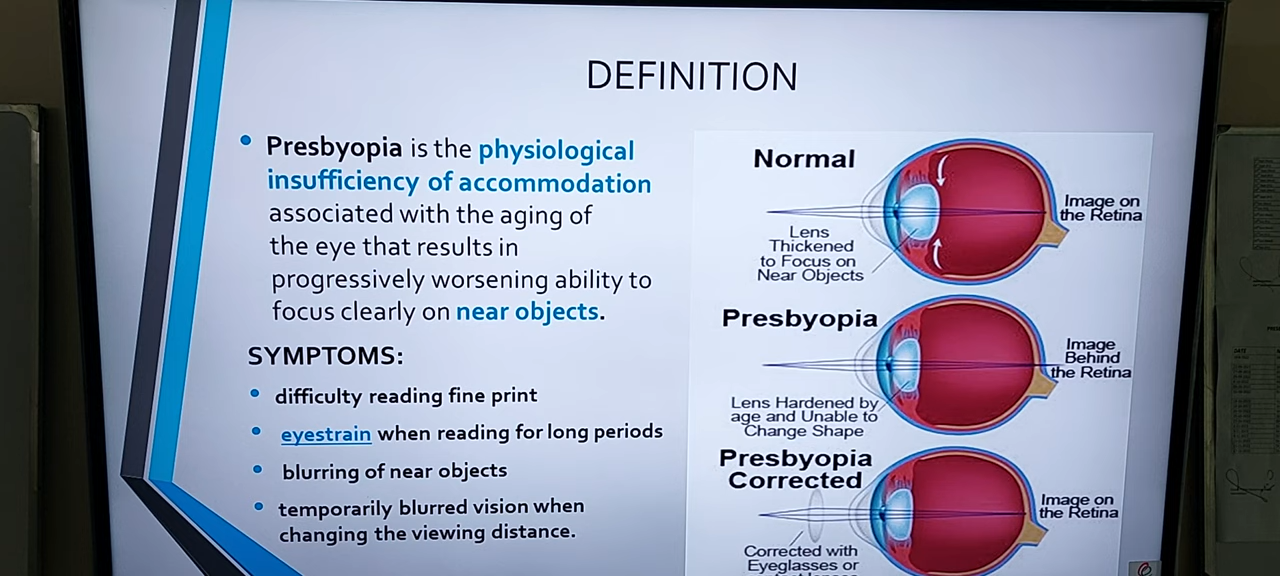 DEFINITION
• Presbyopia is the physiological
insufficiency of accommodation
associated with the aging of
the eye that results in
progressively worsening ability to
focus clearly on near objects.
SYMPTOMS:
• difficulty reading fine print
• eyestrain when reading for long periods
• blurring of near objects
• temporarily blurred vision when
changing the viewing distance.
Normal
Lens
Thickened
to Focus on
Near Objects
Image on
the Retina
Presbyopia
Lens Hardened by
age and Unable to
Change Shape
Image
Behind
the Retina
Presbyopia
Corrected
Image on
the Retina
Corrected with
Eyeglasses or